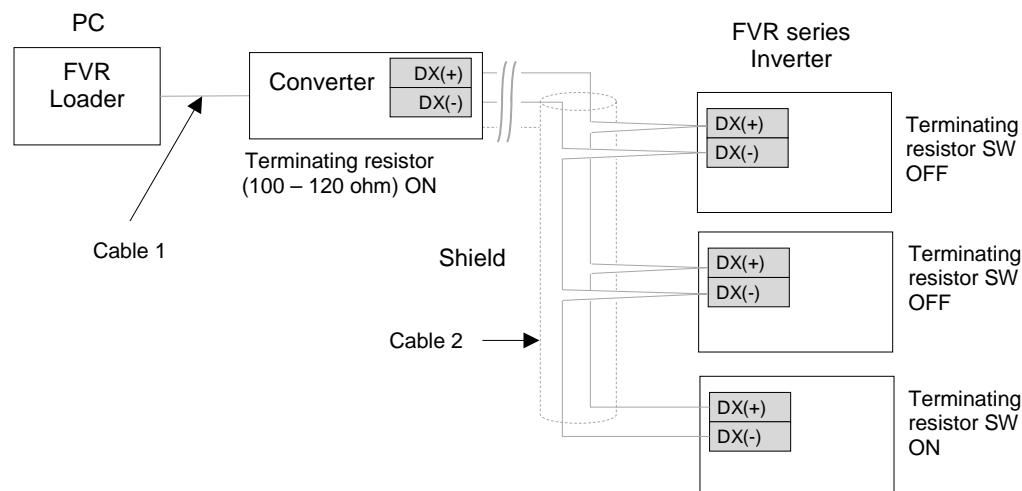 PC
FVR
Loader
Cable 1
Converter
DX(+)
DX(-)
Terminating resistor
(100 – 120 ohm) ON
Shield
Cable 2
FVR series
Inverter
DX(+)
DX(-)
Terminating
resistor SW
OFF
DX(+)
DX(-)
Terminating
resistor SW
OFF
DX(+)
DX(-)
Terminating
resistor SW
ON